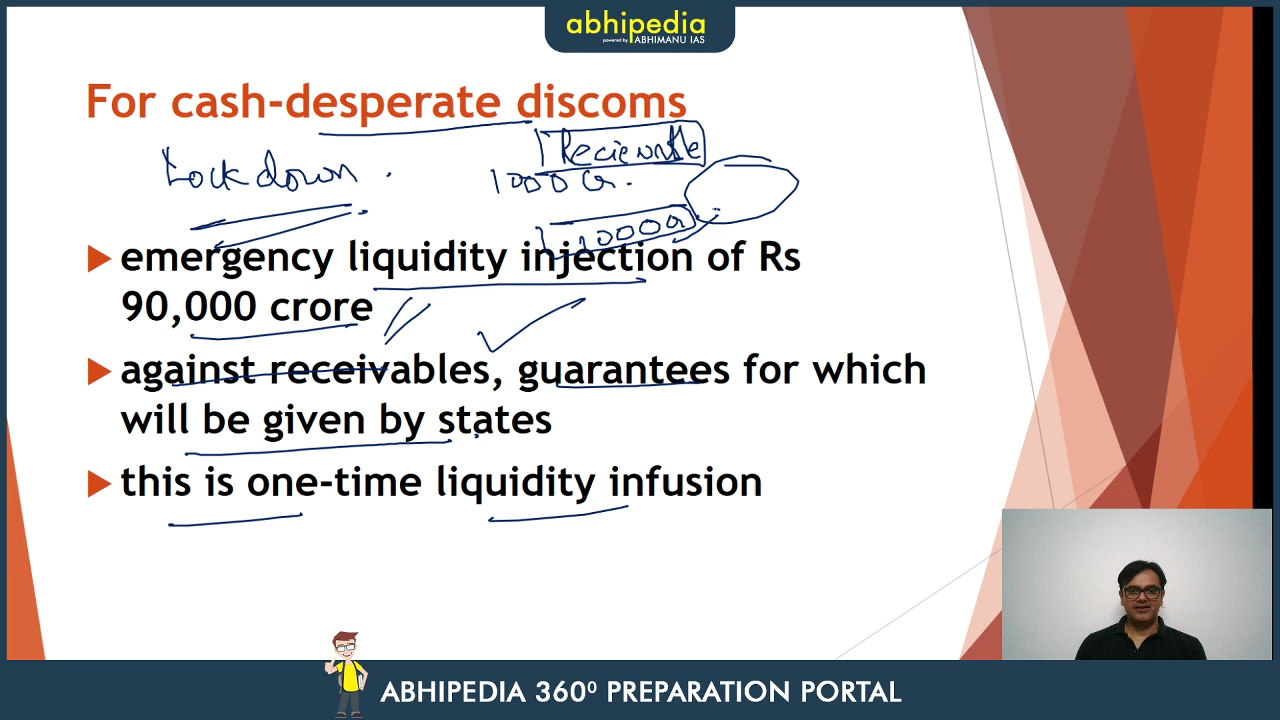 abhipedia
powered by ABHIMANU IAS
For cash-desperate discoms
Lockdown.
1000 Cr.
emergency liquidity injection of Rs
90,000 crore
against receivables, guarantees for which
will be given by states
this is one-time liquidity infusion
ABHIPEDIA 360⁰ PREPARATION PORTAL